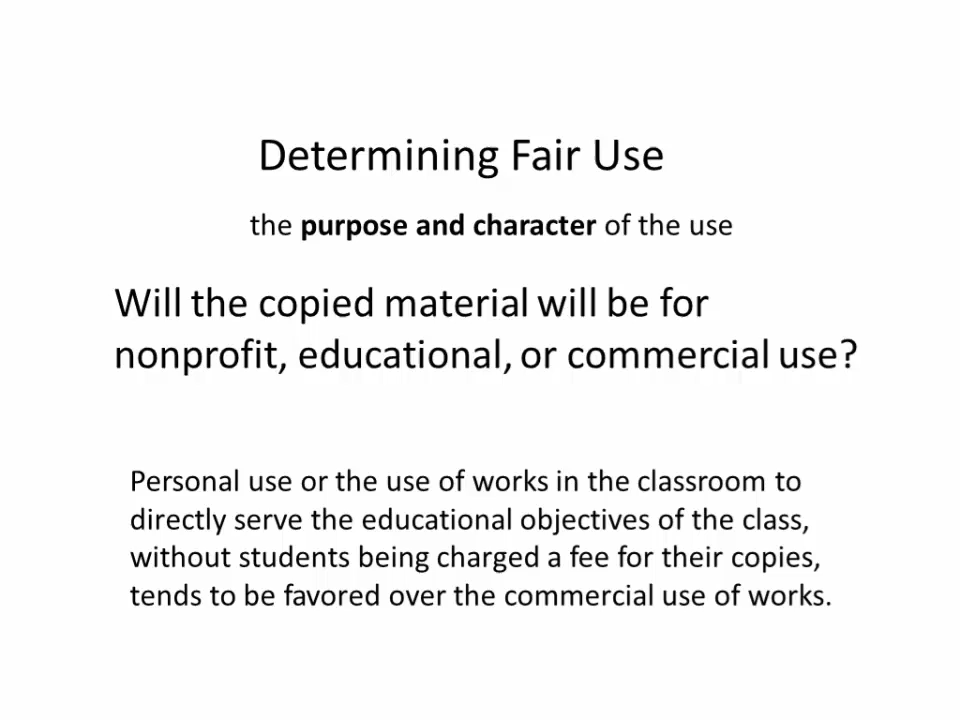 Determining Fair Use
the purpose and character of the use
Will the copied material will be for
nonprofit, educational, or commercial use?
Personal use or the use of works in the classroom to
directly serve the educational objectives of the class,
without students being charged a fee for their copies,
tends to be favored over the commercial use of works.